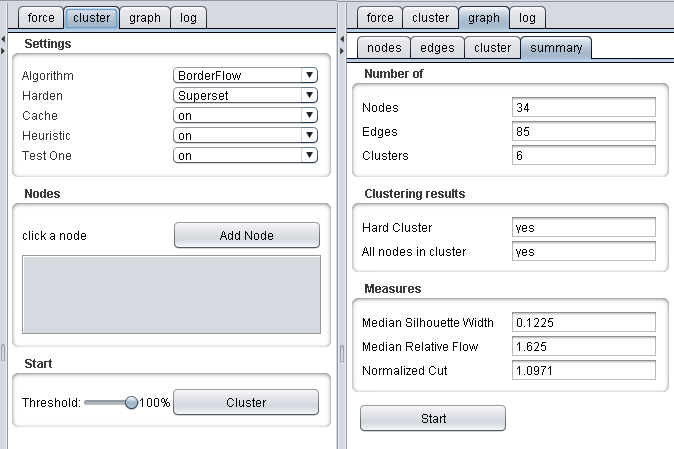 force cluster graph log
Settings
Algorithm BorderFlow
Harden Superset
Cache on
Heuristic on
Test One on
Nodes
click a node Add Node
Start
Threshold: 100% Cluster
force cluster graph log
nodes edges cluster summary
Number of
Nodes 34
Edges 85
Clusters 6
Clustering results
Hard Cluster yes
All nodes in cluster yes
Measures
Median Silhouette Width 0.1225
Median Relative Flow 1.625
Normalized Cut 1.0971
Start